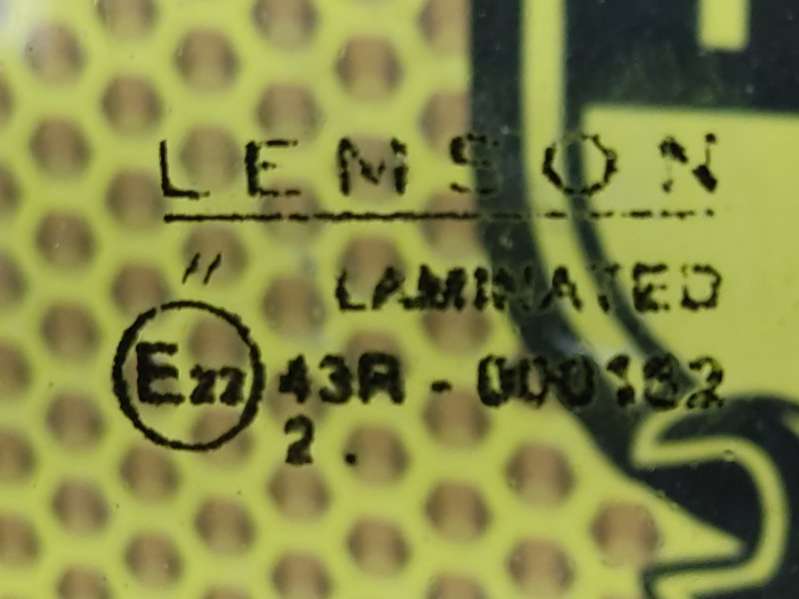 LEMSON
// LAMINATED
E22 43R - 000182
2.